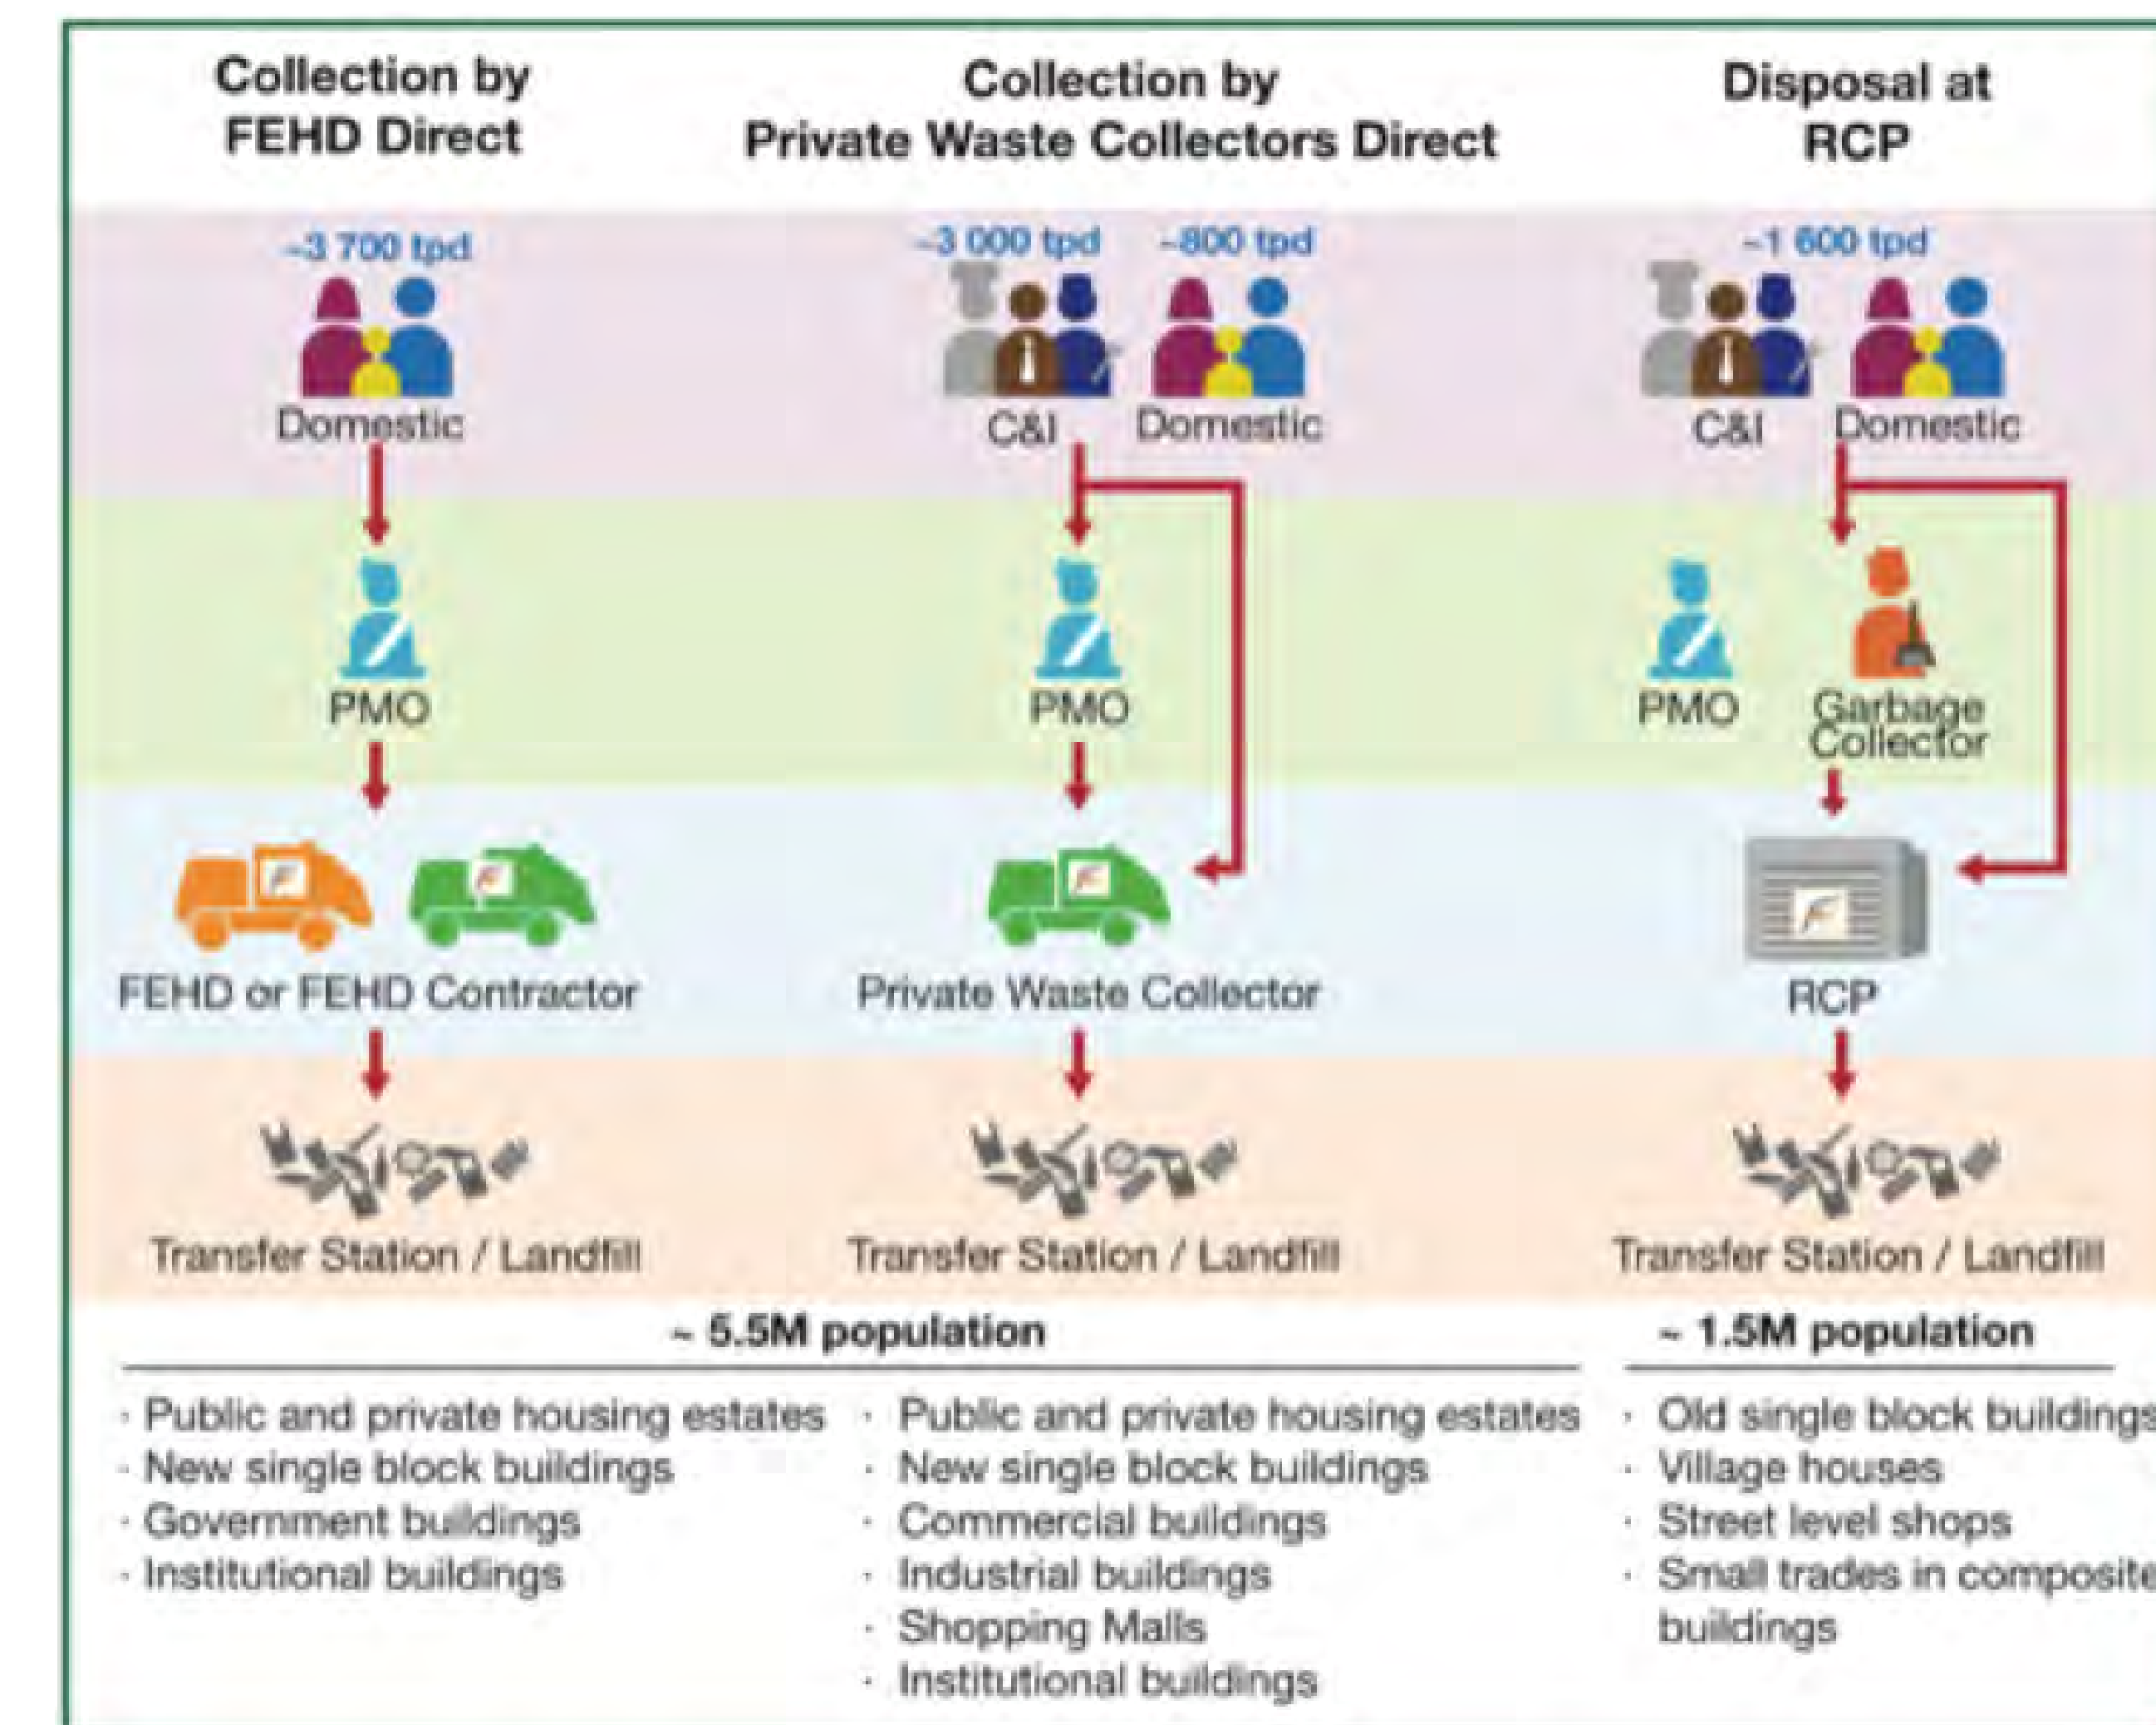 Collection by
FEHD Direct
Collection by
Private Waste Collectors Direct
Disposal at
RCP
~3 700 tpd
~3 000 tpd
~800 tpd
~1 600 tpd
Domestic
C&I
Domestic
C&I
Domestic
PMO
PMO
PMO
Garbage
Collector
FEHD or FEHD Contractor
Private Waste Collector
RCP
Transfer Station / Landfill
Transfer Station / Landfill
Transfer Station / Landfill
~ 5.5M population
~ 1.5M population
· Public and private housing estates
· New single block buildings
· Government buildings
· Institutional buildings
· Public and private housing estates
· New single block buildings
· Commercial buildings
· Industrial buildings
· Shopping Malls
· Institutional buildings
· Old single block buildings
· Village houses
· Street level shops
· Small trades in composite
buildings